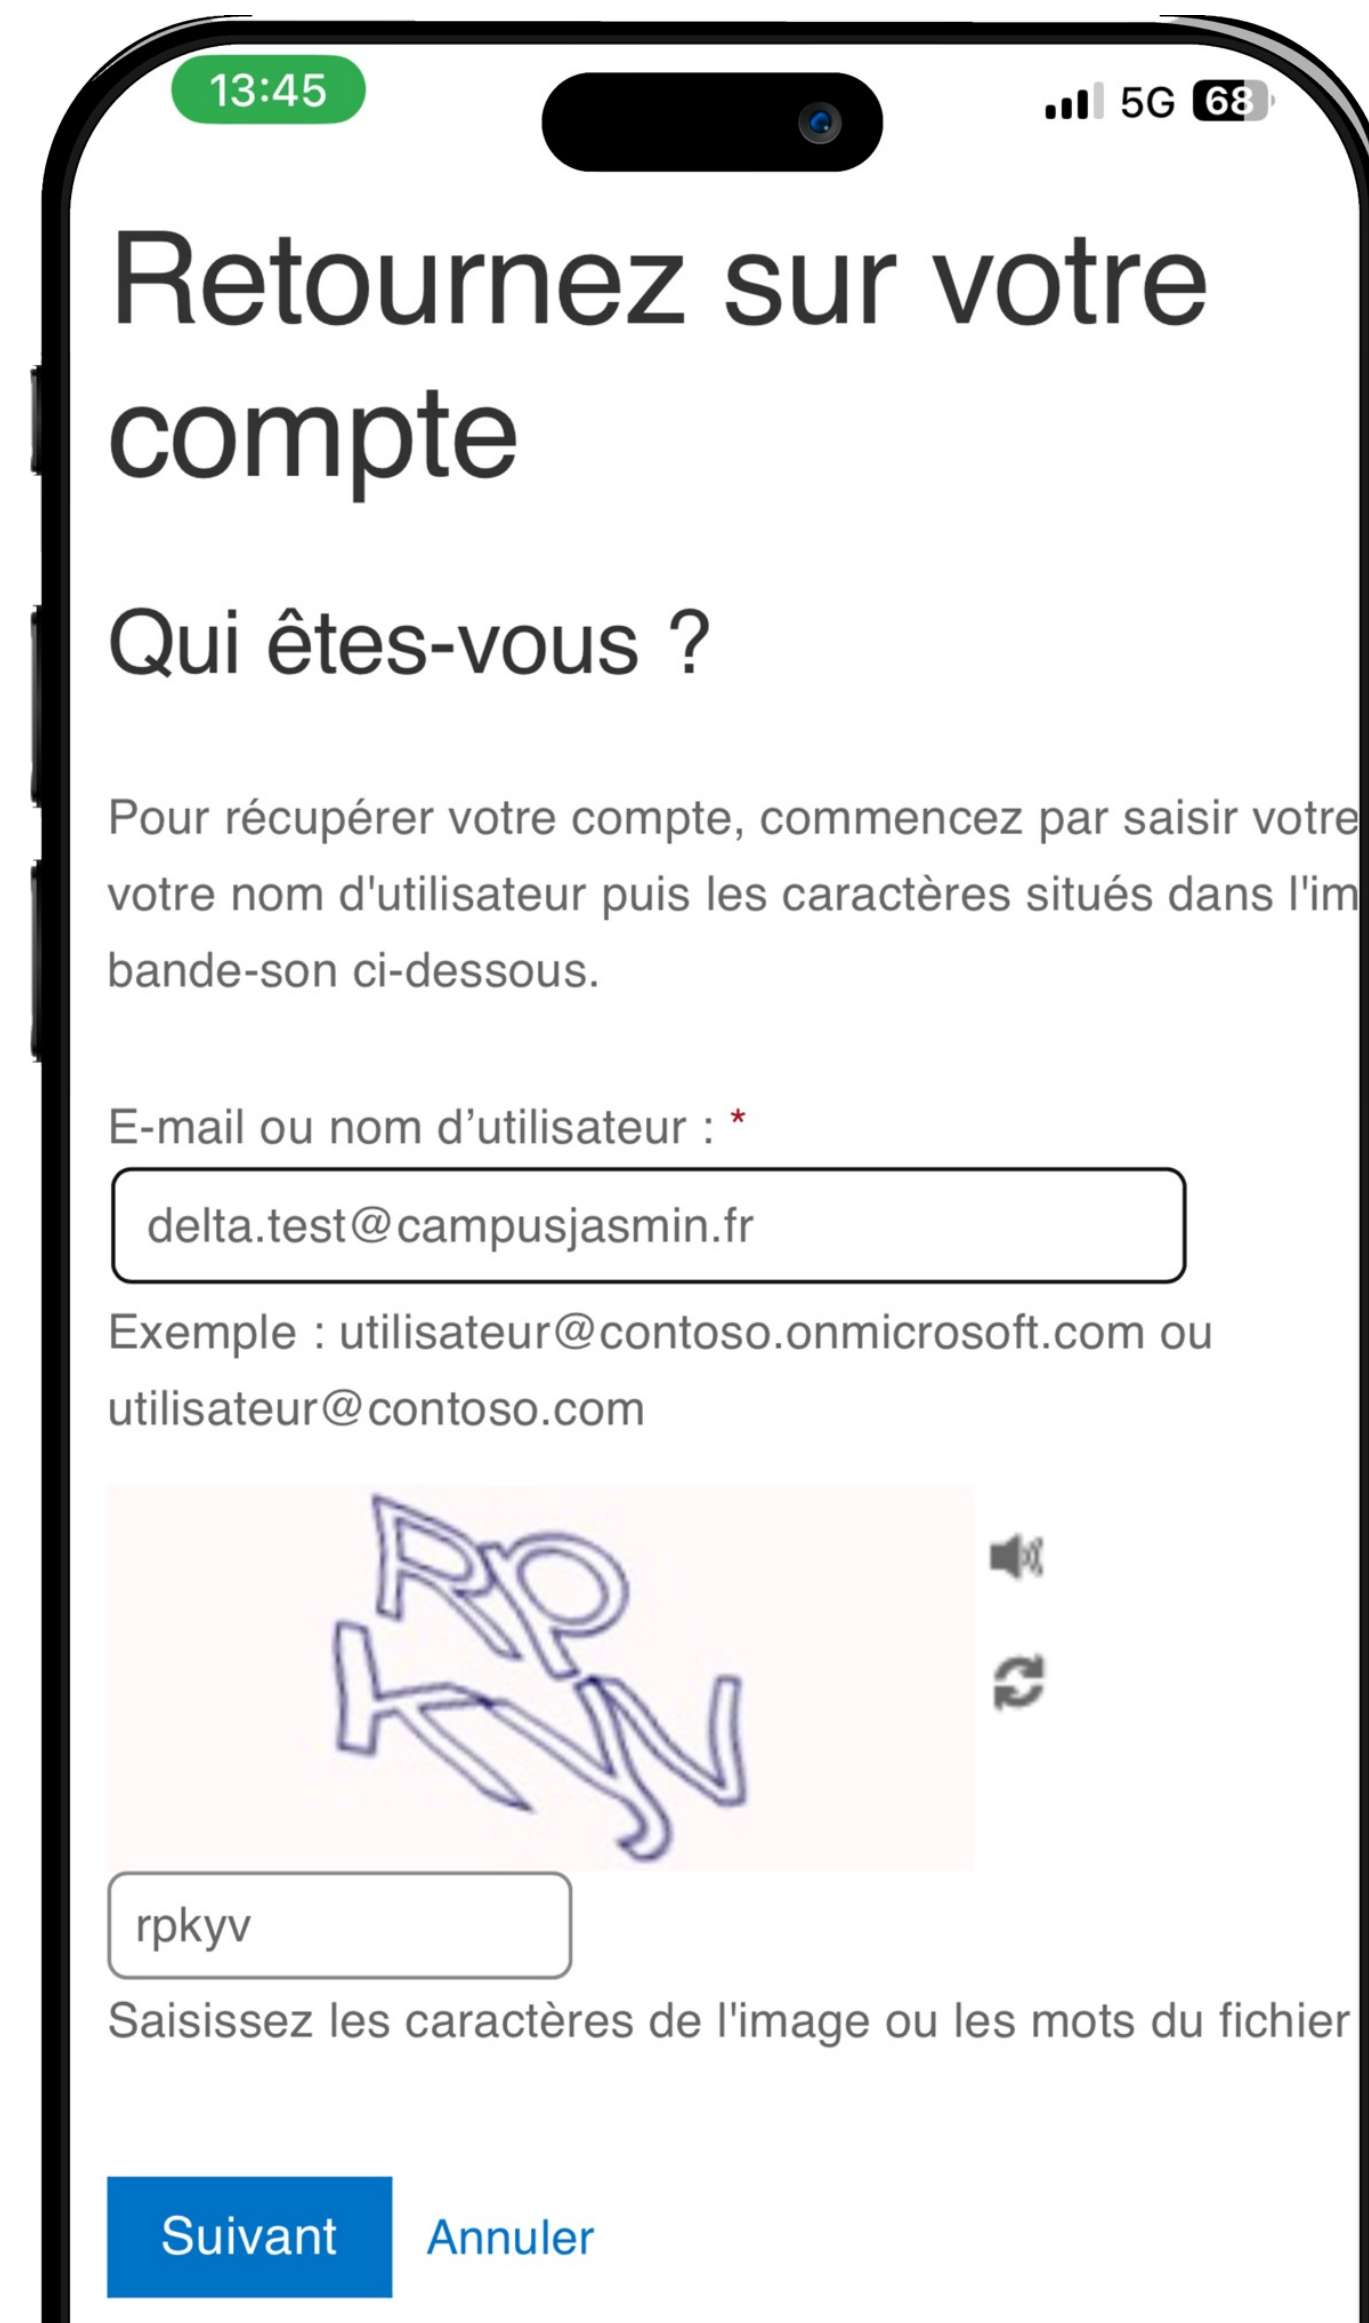 13:45
5G 68
Retournez sur votre
compte
Qui êtes-vous ?
Pour récupérer votre compte, commencez par saisir votre
votre nom d'utilisateur puis les caractères situés dans l'im
bande-son ci-dessous.
E-mail ou nom d’utilisateur : *
delta.test@campusjasmin.fr
Exemple : utilisateur@contoso.onmicrosoft.com ou
utilisateur@contoso.com
RP
rpkyv
Saisissez les caractères de l'image ou les mots du fichier
Suivant Annuler